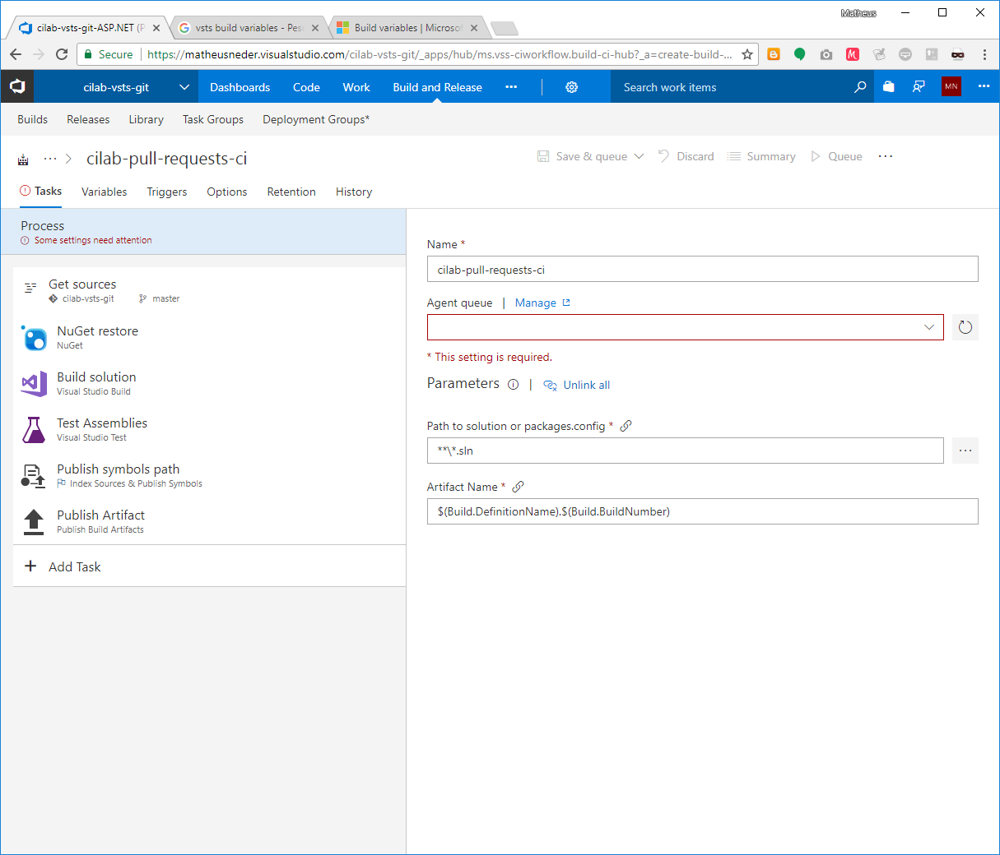 Matheus
cilab-vsts-git-ASP.NET (P
vsts build variables - Pes
Build variables | Microsof
Secure
https://matheusneder.visualstudio.com/cilab-vsts-git/_apps/hub/ms.vss-ciworkflow.build-ci-hub?_a=create-build-...
cilab-vsts-git
Dashboards
Code
Work
Build and Release
Search work items
MN
Builds
Releases
Library
Task Groups
Deployment Groups*
cilab-pull-requests-ci
Save & queue
Discard
Summary
Queue
Tasks
Variables
Triggers
Options
Retention
History
Process
Some settings need attention
Get sources
cilab-vsts-git
master
NuGet restore
NuGet
Build solution
Visual Studio Build
Test Assemblies
Visual Studio Test
Publish symbols path
Index Sources & Publish Symbols
Publish Artifact
Publish Build Artifacts
+ Add Task
Name *
cilab-pull-requests-ci
Agent queue | Manage
* This setting is required.
Parameters | Unlink all
Path to solution or packages.config *
**\*.sln
Artifact Name *
$(Build.DefinitionName).$(Build.BuildNumber)